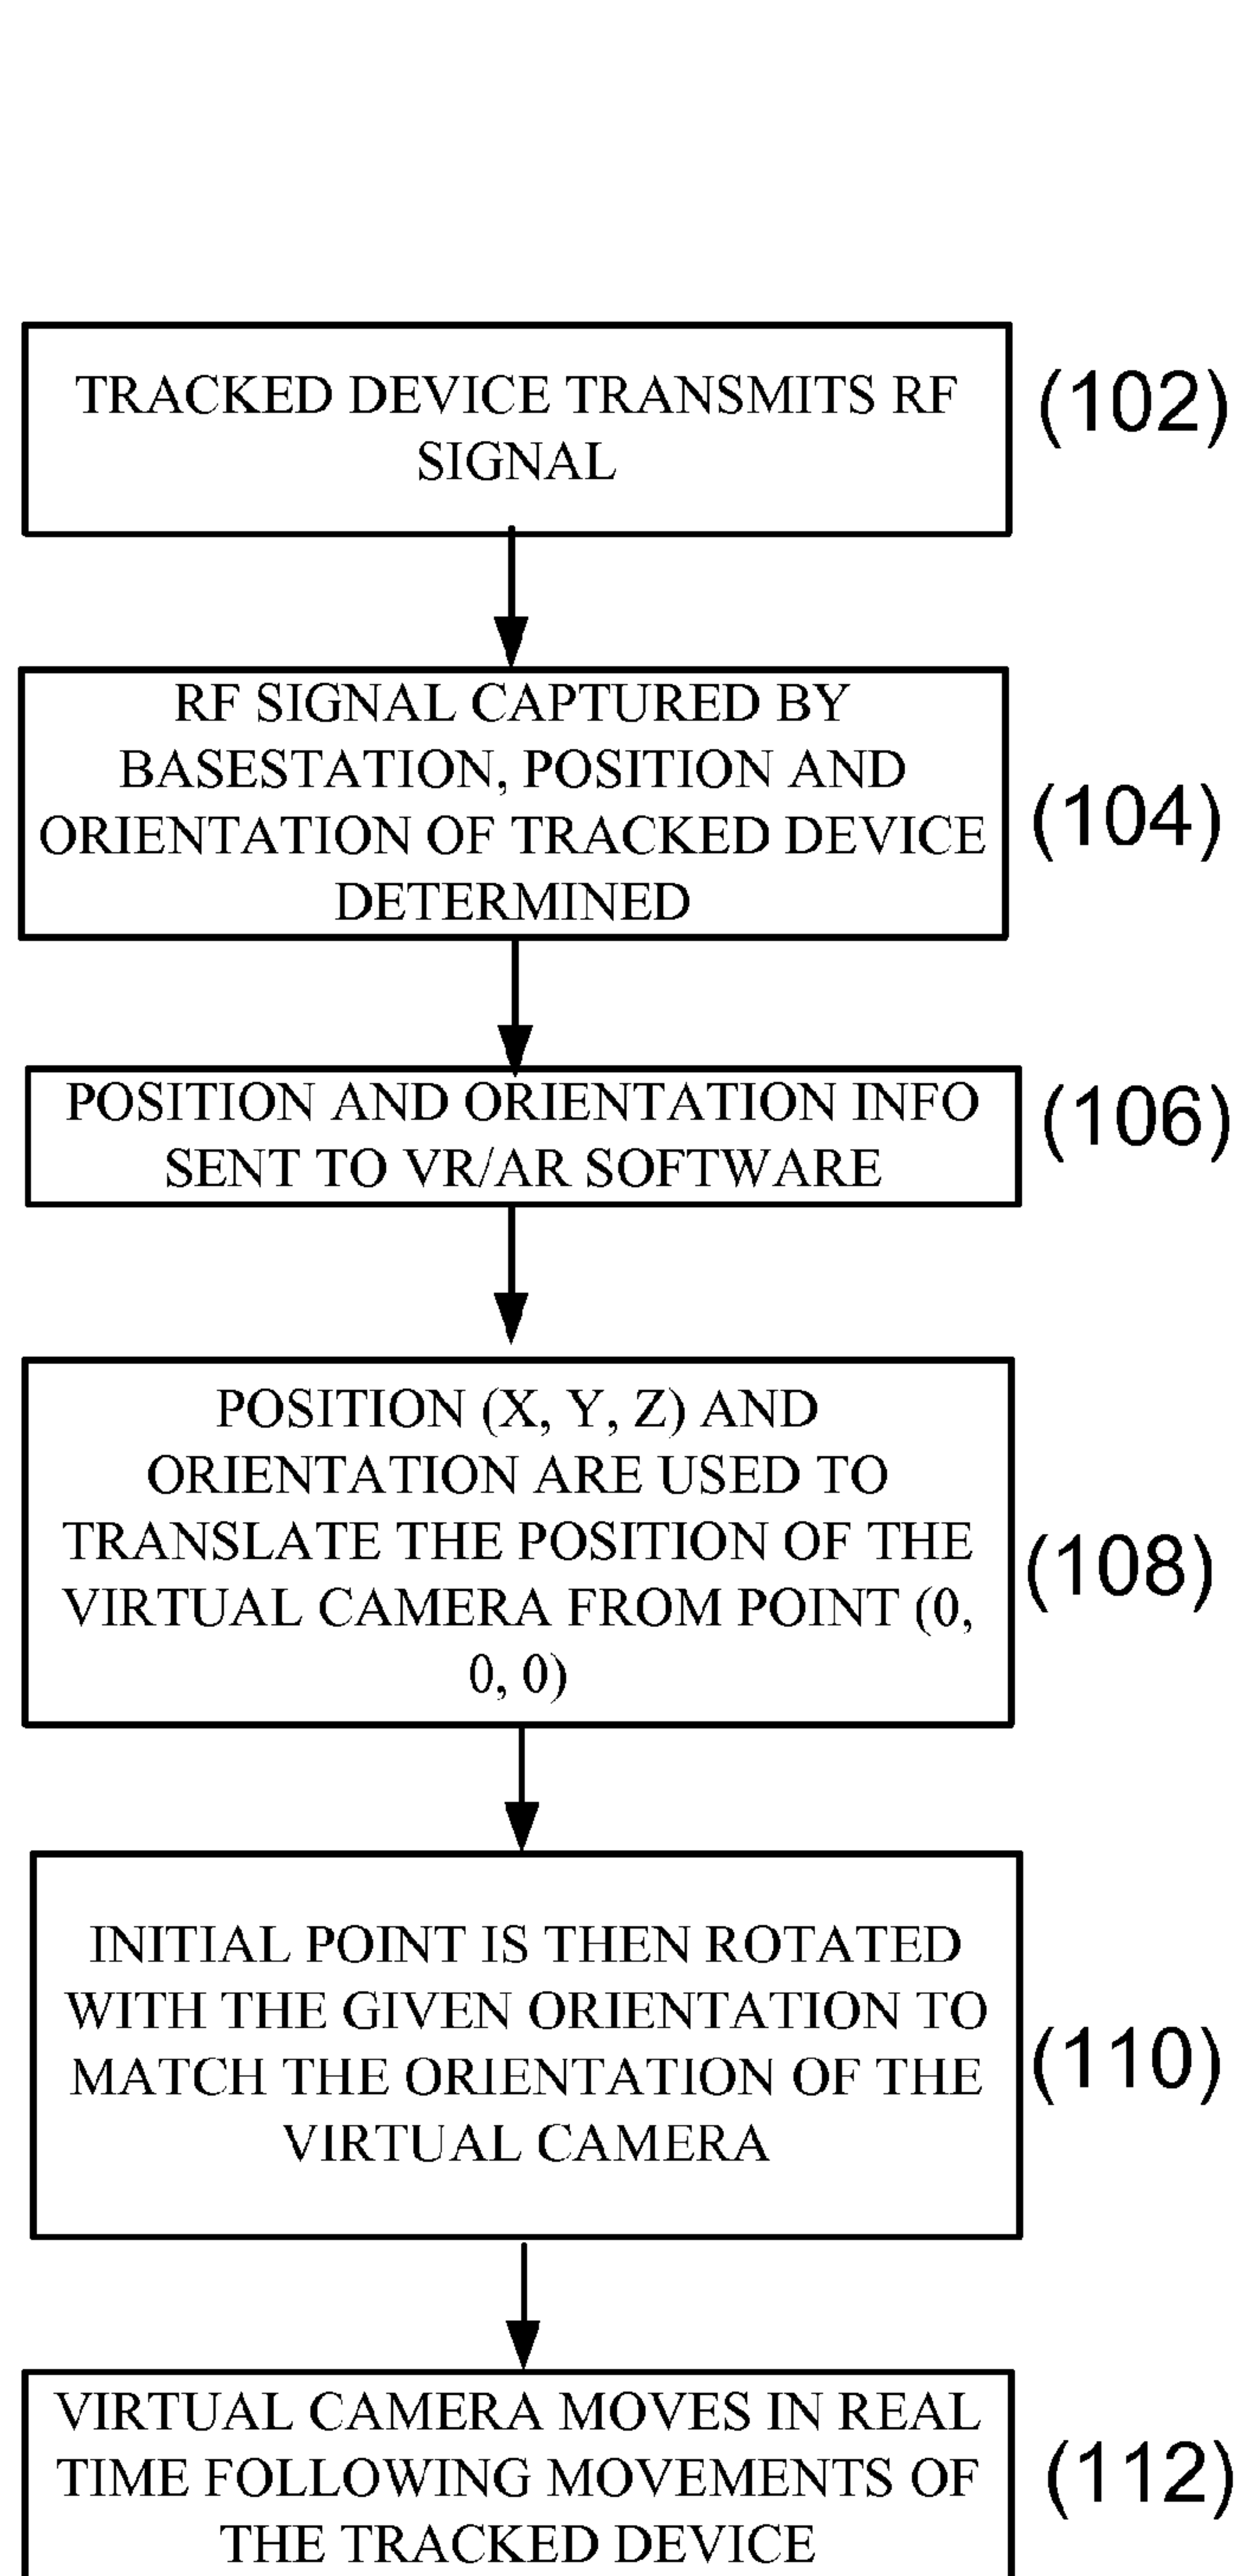 TRACKED DEVICE TRANSMITS RF
SIGNAL
(102)
RF SIGNAL CAPTURED BY
BASESTATION, POSITION AND
ORIENTATION OF TRACKED DEVICE
DETERMINED
(104)
POSITION AND ORIENTATION INFO
SENT TO VR/AR SOFTWARE
(106)
POSITION (X, Y, Z) AND
ORIENTATION ARE USED TO
TRANSLATE THE POSITION OF THE
VIRTUAL CAMERA FROM POINT (0,
0, 0)
(108)
INITIAL POINT IS THEN ROTATED
WITH THE GIVEN ORIENTATION TO
MATCH THE ORIENTATION OF THE
VIRTUAL CAMERA
(110)
VIRTUAL CAMERA MOVES IN REAL
TIME FOLLOWING MOVEMENTS OF
THE TRACKED DEVICE
(112)